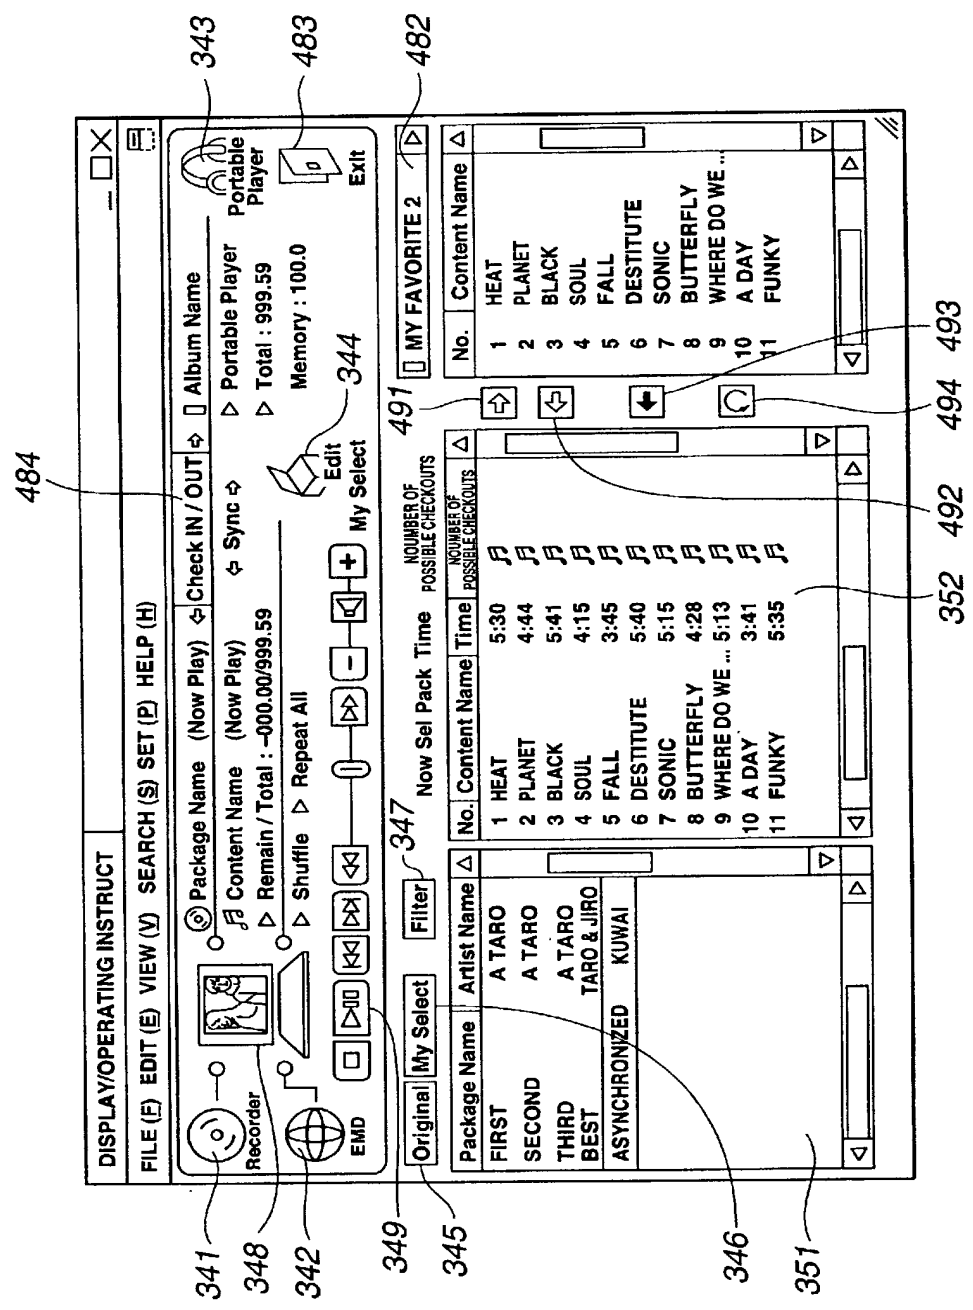 DISPLAY/OPERATING INSTRUCT
FILE (F) EDIT (E) VIEW (V) SEARCH (S) SET (P) HELP (H)
484
341
Recorder
348
342
EMD
Package Name (Now Play)
Content Name (Now Play)
Remain / Total : –000.00/999.59
Shuffle ▷ Repeat All
⇦ Check IN / OUT ⇨
⇦ Sync ⇨
Album Name
Portable Player
Total : 999.59
Memory : 100.0
Portable
Player
343
Exit
483
Edit
My Select
344
349
345
Original
My Select
Filter
347
Now Sel Pack Time
NOUMBER OF
POSSIBLE CHECKOUTS
491
MY FAVORITE 2
482
Package Name Artist Name
FIRST A TARO
SECOND A TARO
THIRD A TARO
BEST TARO & JIRO
ASYNCHRONIZED KUWAI
346
351
No. Content Name Time NOUMBER OF
POSSIBLE CHECKOUTS
1 HEAT 5:30
2 PLANET 4:44
3 BLACK 5:41
4 SOUL 4:15
5 FALL 3:45
6 DESTITUTE 5:40
7 SONIC 5:15
8 BUTTERFLY 4:28
9 WHERE DO WE ... 5:13
10 A DAY 3:41
11 FUNKY 5:35
352
492
494
493
No. Content Name
1 HEAT
2 PLANET
3 BLACK
4 SOUL
5 FALL
6 DESTITUTE
7 SONIC
8 BUTTERFLY
9 WHERE DO WE ...
10 A DAY
11 FUNKY